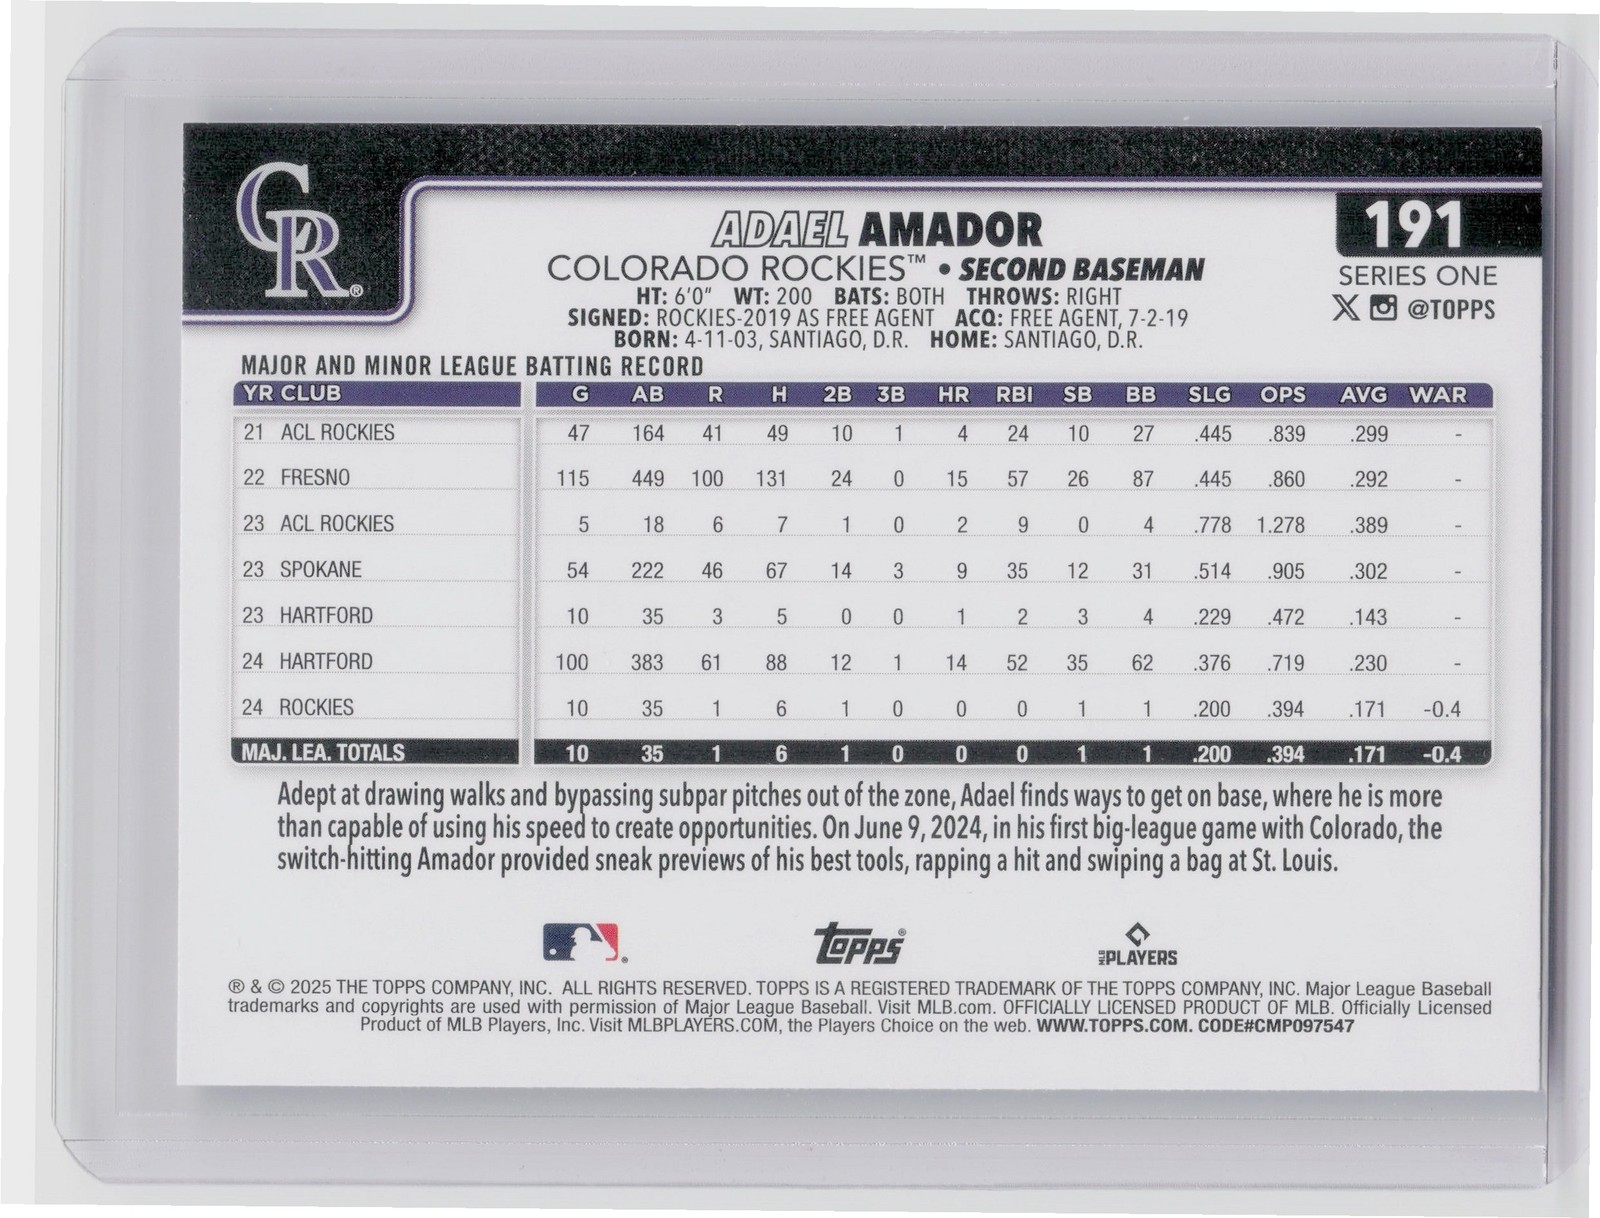 CR®
ADAEL AMADOR
COLORADO ROCKIES™ • SECOND BASEMAN
HT: 6'0" WT: 200 BATS: BOTH THROWS: RIGHT
SIGNED: ROCKIES-2019 AS FREE AGENT ACQ: FREE AGENT, 7-2-19
BORN: 4-11-03, SANTIAGO, D.R. HOME: SANTIAGO, D.R.
191
SERIES ONE
X @TOPPS
MAJOR AND MINOR LEAGUE BATTING RECORD
YR CLUB G AB R H 2B 3B HR RBI SB BB SLG OPS AVG WAR
21 ACL ROCKIES 47 164 41 49 10 1 4 24 10 27 .445 .839 .299 -
22 FRESNO 115 449 100 131 24 0 15 57 26 87 .445 .860 .292 -
23 ACL ROCKIES 5 18 6 7 1 0 2 9 0 4 .778 1.278 .389 -
23 SPOKANE 54 222 46 67 14 3 9 35 12 31 .514 .905 .302 -
23 HARTFORD 10 35 3 5 0 0 1 2 3 4 .229 .472 .143 -
24 HARTFORD 100 383 61 88 12 1 14 52 35 62 .376 .719 .230 -
24 ROCKIES 10 35 1 6 1 0 0 0 1 1 .200 .394 .171 -0.4
MAJ. LEA. TOTALS 10 35 1 6 1 0 0 0 1 1 .200 .394 .171 -0.4
Adept at drawing walks and bypassing subpar pitches out of the zone, Adael finds ways to get on base, where he is more
than capable of using his speed to create opportunities. On June 9, 2024, in his first big-league game with Colorado, the
switch-hitting Amador provided sneak previews of his best tools, rapping a hit and swiping a bag at St. Louis.
® topps® MLB PLAYERS
® & © 2025 THE TOPPS COMPANY, INC. ALL RIGHTS RESERVED. TOPPS IS A REGISTERED TRADEMARK OF THE TOPPS COMPANY, INC. Major League Baseball
trademarks and copyrights are used with permission of Major League Baseball. Visit MLB.com. OFFICIALLY LICENSED PRODUCT OF MLB. Officially Licensed
Product of MLB Players, Inc. Visit MLBPLAYERS.COM, the Players Choice on the web. WWW.TOPPS.COM. CODE#CMP097547